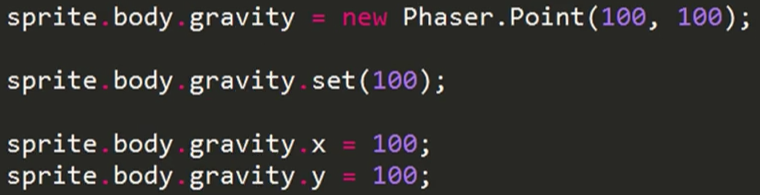 sprite.body.gravity = new Phaser.Point(100, 100);
sprite.body.gravity.set(100);
sprite.body.gravity.x = 100;
sprite.body.gravity.y = 100;